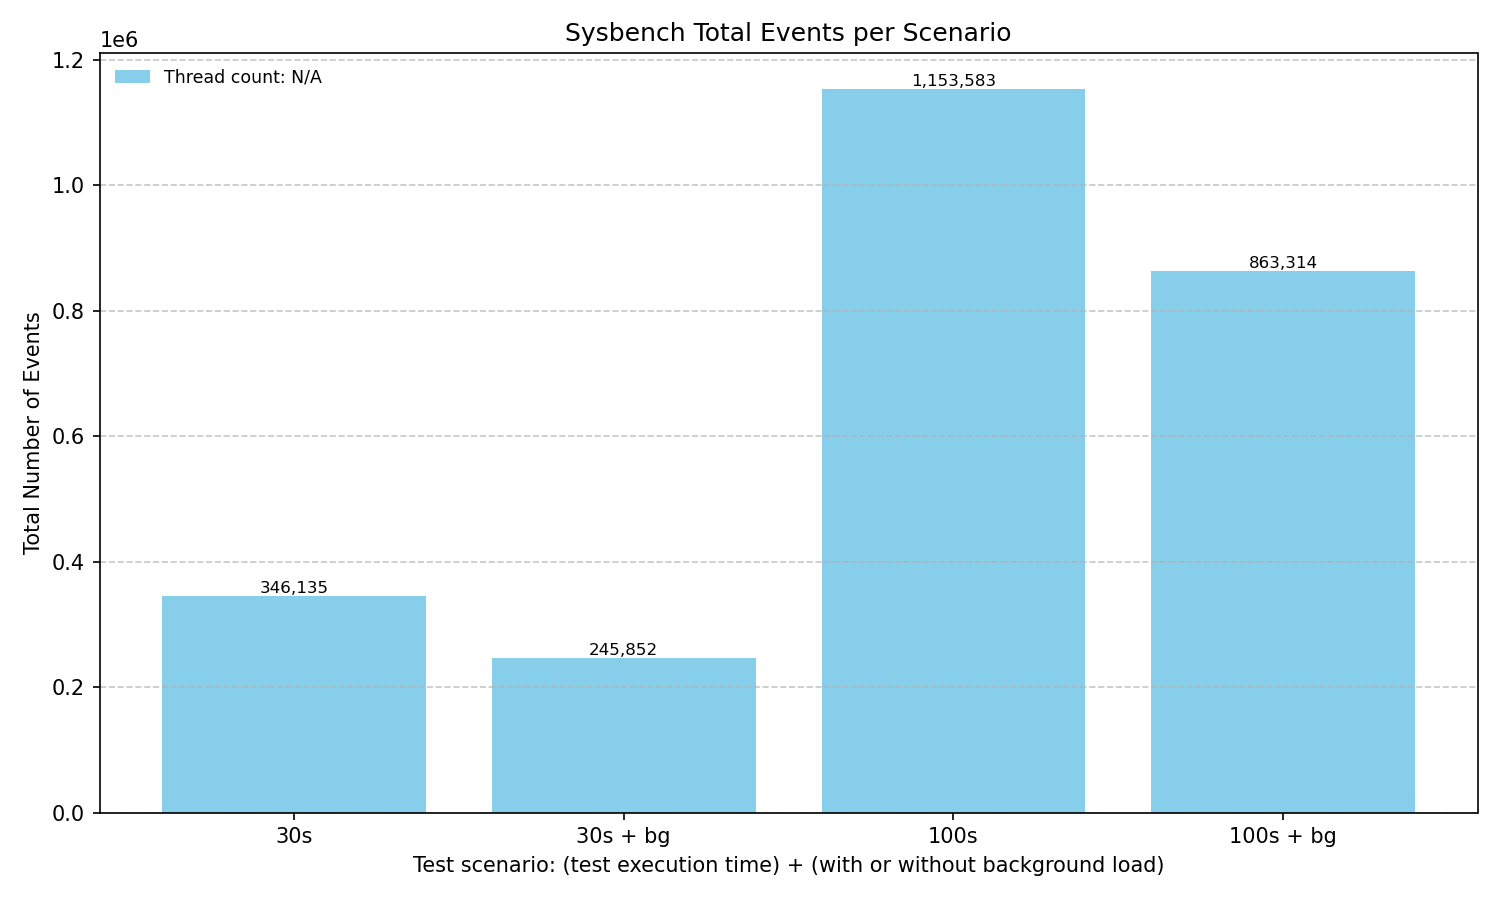 Sysbench Total Events per Scenario
1e6
1.2
1.0
0.8
0.6
0.4
0.2
0.0
Total Number of Events
Thread count: N/A
346,135
245,852
1,153,583
863,314
30s
30s + bg
100s
100s + bg
Test scenario: (test execution time) + (with or without background load)